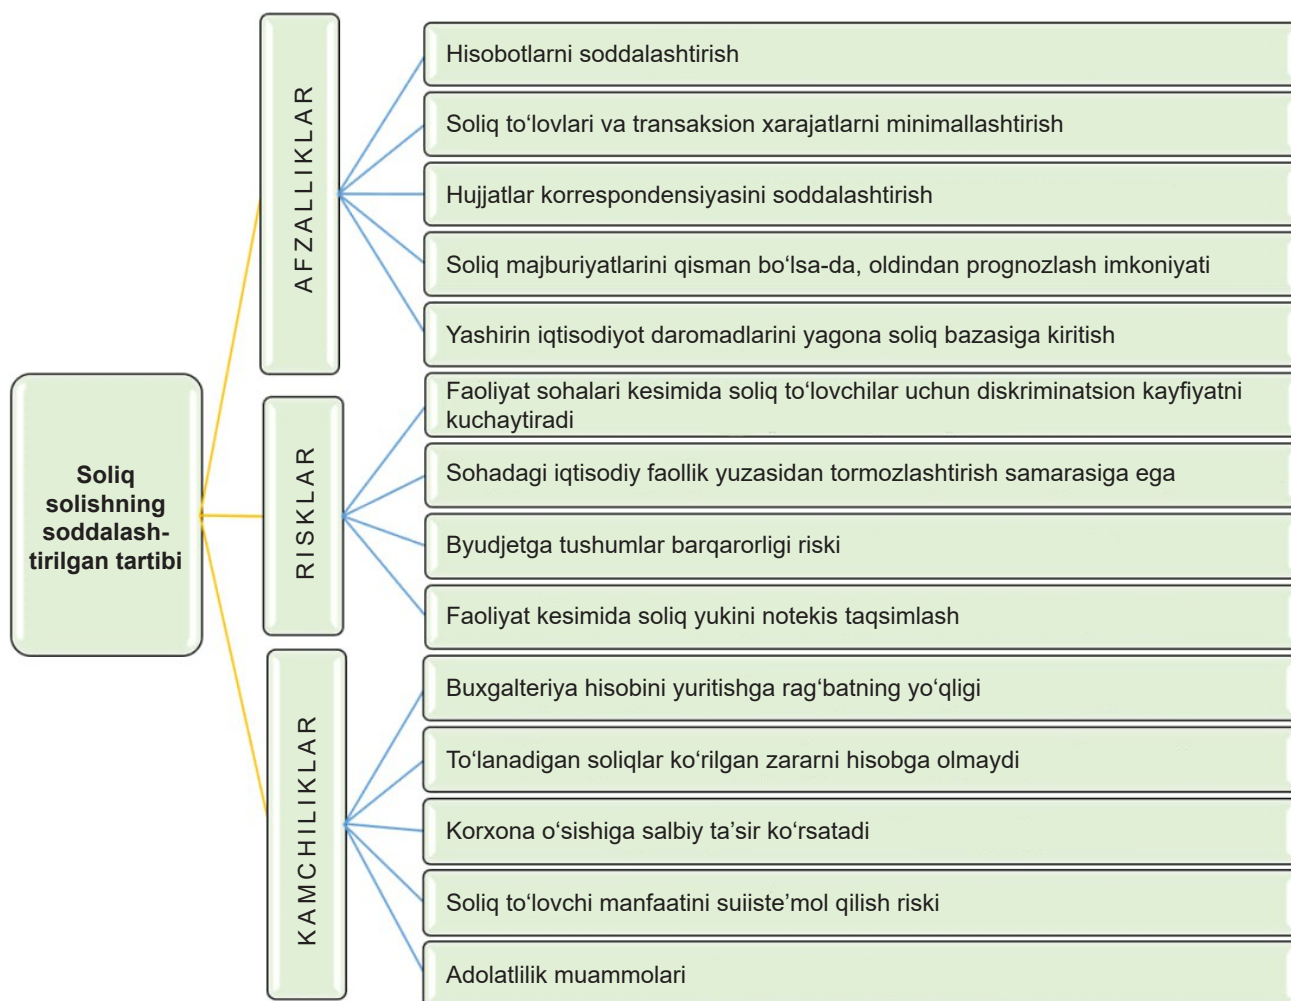 Soliq
solishning
soddalash-
tirilgan tartibi
AFZALLIKLAR
Hisobotlarni soddalashtirish
Soliq to‘lovlari va transaksion xarajatlarni minimallashtirish
Hujjatlar korrespondensiyasini soddalashtirish
Soliq majburiyatlarini qisman bo‘lsa-da, oldindan prognozlash imkoniyati
Yashirin iqtisodiyot daromadlarini yagona soliq bazasiga kiritish
RISKLAR
Faoliyat sohalari kesimida soliq to‘lovchilar uchun diskriminatsion kayfiyatni
kuchaytiradi
Sohadagi iqtisodiy faollik yuzasidan tormozlashtirish samarasiga ega
Byudjetga tushumlar barqarorligi riski
Faoliyat kesimida soliq yukini notekis taqsimlash
KAMCHILIKLAR
Buxgalteriya hisobini yuritishga rag‘batning yo‘qligi
To‘lanadigan soliqlar ko‘rilgan zararni hisobga olmaydi
Korxona o‘sishiga salbiy ta’sir ko‘rsatadi
Soliq to‘lovchi manfaatini suiiste’mol qilish riski
Adolatlilik muammolari